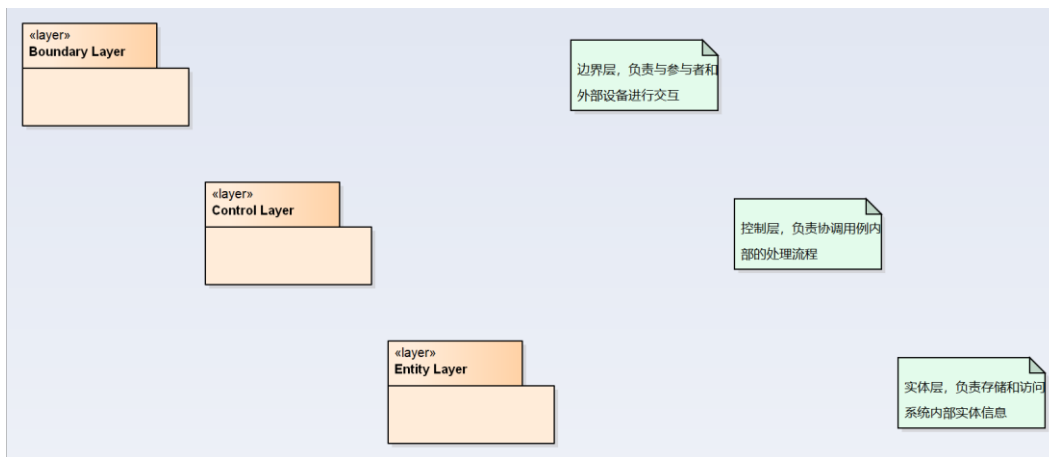 «layer»
Boundary Layer
边界层，负责与参与者和
外部设备进行交互
«layer»
Control Layer
控制层，负责协调用例内
部的处理流程
«layer»
Entity Layer
实体层，负责存储和访问
系统内部实体信息